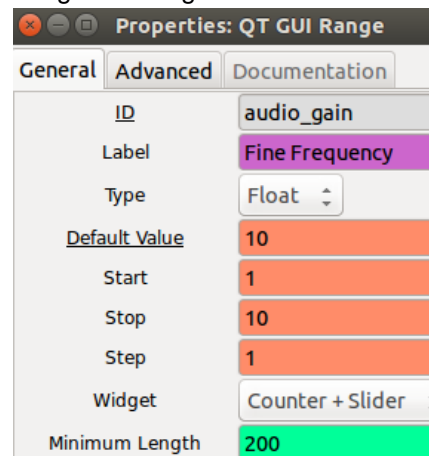 Properties: QT GUI Range
General Advanced Documentation
ID audio_gain
Label Fine Frequency
Type Float
Default Value 10
Start 1
Stop 10
Step 1
Widget Counter + Slider
Minimum Length 200